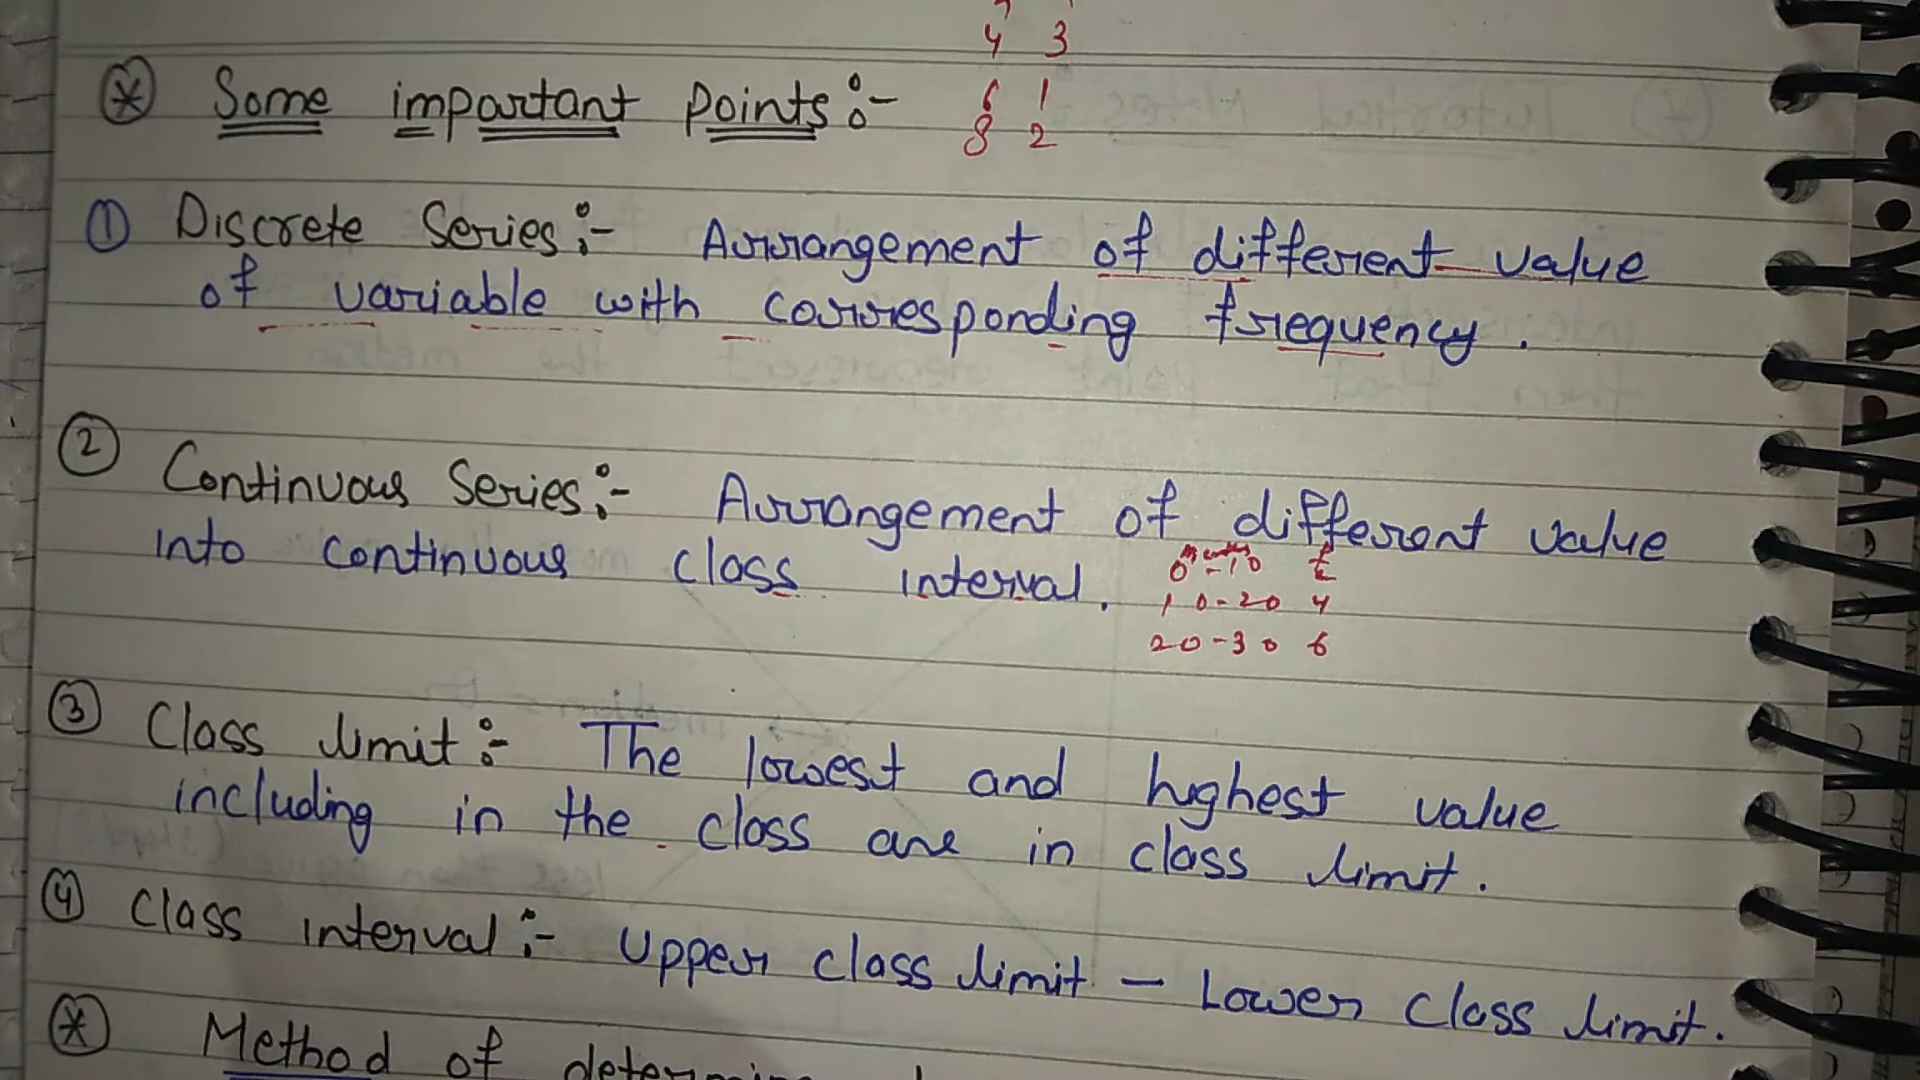 4 3
⊛ Some important points :-
6 1
8 2
① Discrete Series :- Arrangement of different value
of variable with corresponding frequency.
② Continuous Series :- Arrangement of different value
into continuous class interval.
0-10 2
10-20 4
20-30 6
③ Class limit :- The lowest and highest value
including in the class are in class limit.
④ Class interval :- Upper class limit - Lower class limit.
⊛ Method of